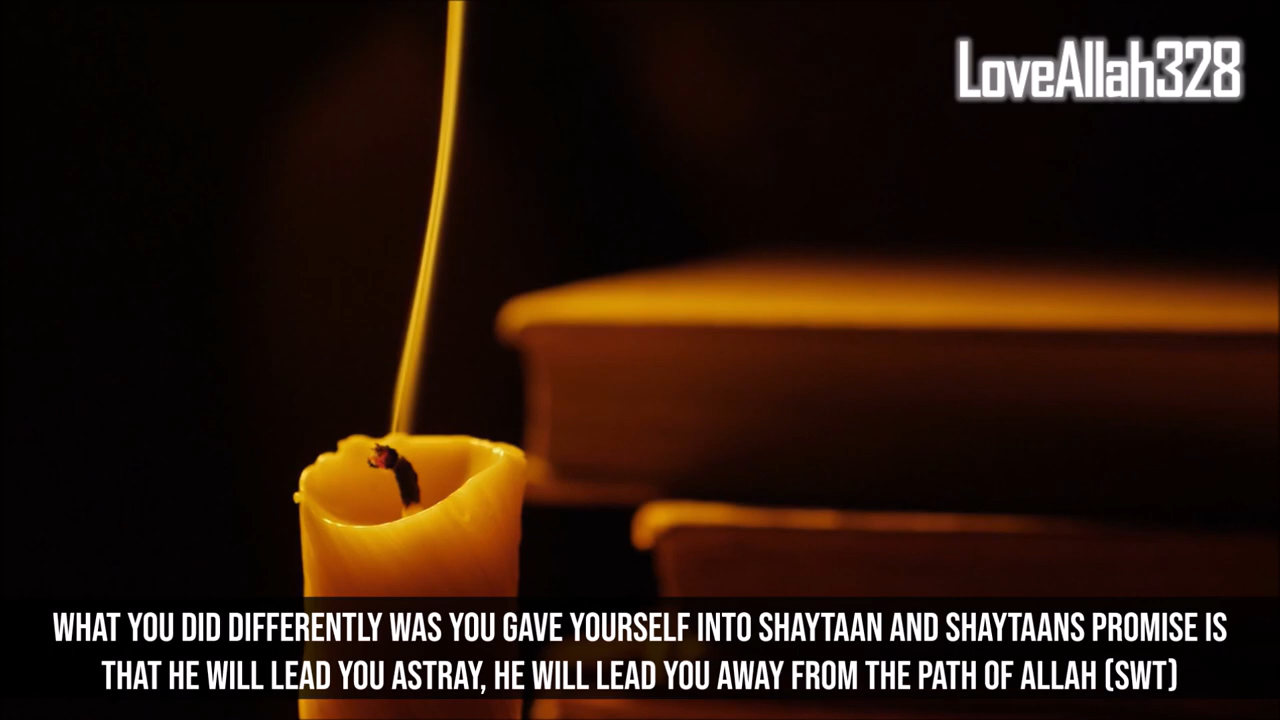 LoveAllah328
WHAT YOU DID DIFFERENTLY WAS YOU GAVE YOURSELF INTO SHAYTAAN AND SHAYTAANS PROMISE IS
THAT HE WILL LEAD YOU ASTRAY, HE WILL LEAD YOU AWAY FROM THE PATH OF ALLAH (SWT)